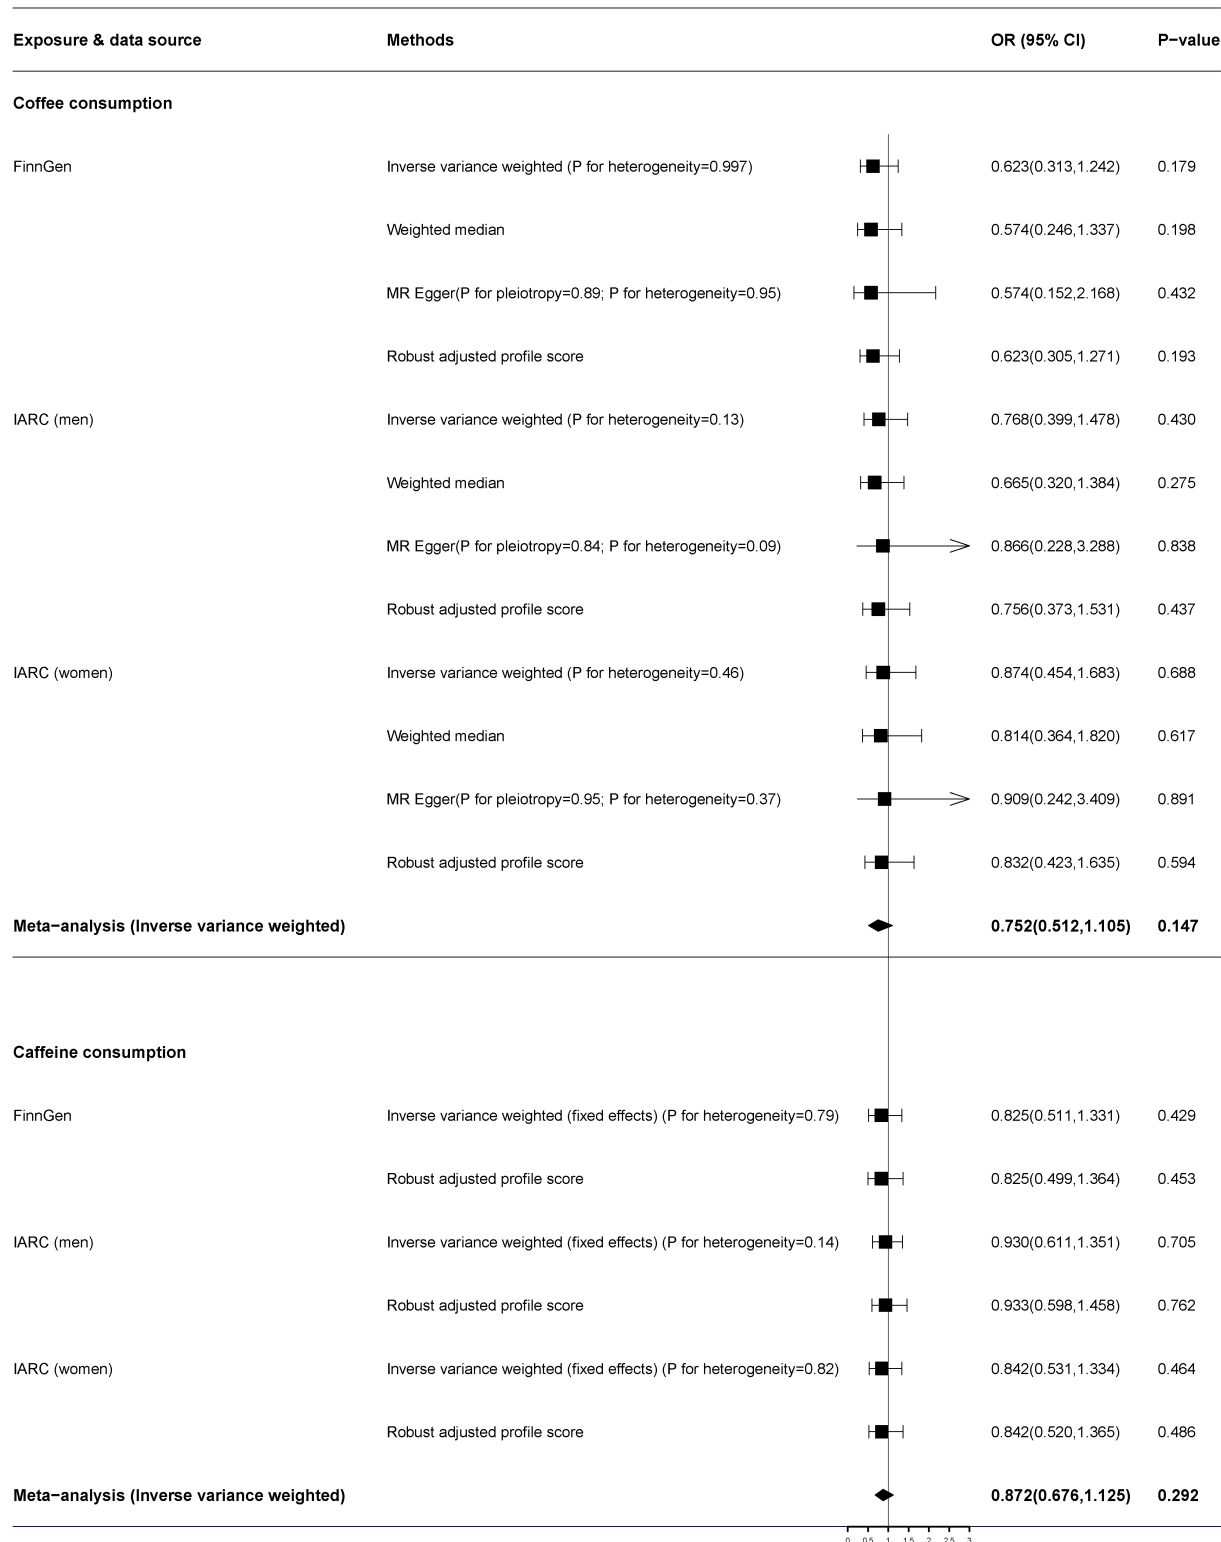 Exposure & data source Methods OR (95% CI) P−value
Coffee consumption
FinnGen Inverse variance weighted (P for heterogeneity=0.997) 0.623(0.313,1.242) 0.179
Weighted median 0.574(0.246,1.337) 0.198
MR Egger(P for pleiotropy=0.89; P for heterogeneity=0.95) 0.574(0.152,2.168) 0.432
Robust adjusted profile score 0.623(0.305,1.271) 0.193
IARC (men) Inverse variance weighted (P for heterogeneity=0.13) 0.768(0.399,1.478) 0.430
Weighted median 0.665(0.320,1.384) 0.275
MR Egger(P for pleiotropy=0.84; P for heterogeneity=0.09) 0.866(0.228,3.288) 0.838
Robust adjusted profile score 0.756(0.373,1.531) 0.437
IARC (women) Inverse variance weighted (P for heterogeneity=0.46) 0.874(0.454,1.683) 0.688
Weighted median 0.814(0.364,1.820) 0.617
MR Egger(P for pleiotropy=0.95; P for heterogeneity=0.37) 0.909(0.242,3.409) 0.891
Robust adjusted profile score 0.832(0.423,1.635) 0.594
Meta−analysis (Inverse variance weighted) 0.752(0.512,1.105) 0.147
Caffeine consumption
FinnGen Inverse variance weighted (fixed effects) (P for heterogeneity=0.79) 0.825(0.511,1.331) 0.429
Robust adjusted profile score 0.825(0.499,1.364) 0.453
IARC (men) Inverse variance weighted (fixed effects) (P for heterogeneity=0.14) 0.930(0.611,1.351) 0.705
Robust adjusted profile score 0.933(0.598,1.458) 0.762
IARC (women) Inverse variance weighted (fixed effects) (P for heterogeneity=0.82) 0.842(0.531,1.334) 0.464
Robust adjusted profile score 0.842(0.520,1.365) 0.486
Meta−analysis (Inverse variance weighted) 0.872(0.676,1.125) 0.292
0 0.5 1 1.5 2 2.5 3